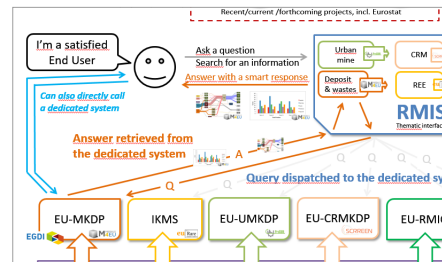 Recent/current /forthcoming projects, incl. Eurostat
I'm a satisfied
End User
Ask a question
Search for an information
Answer with a smart response
Urban
mine
CRM
Deposit
& wastes
REE
RMIS
Thematic interfac
Can also directly call
a dedicated system
Answer retrieved from
the dedicated system
A
Q
Q
Q
Q
Query dispatched to the dedicated sy
EU-MKDP
IKMS
EU-UMKDP
EU-CRMKDP
EU-RMIC
EGDI
SCRREEN